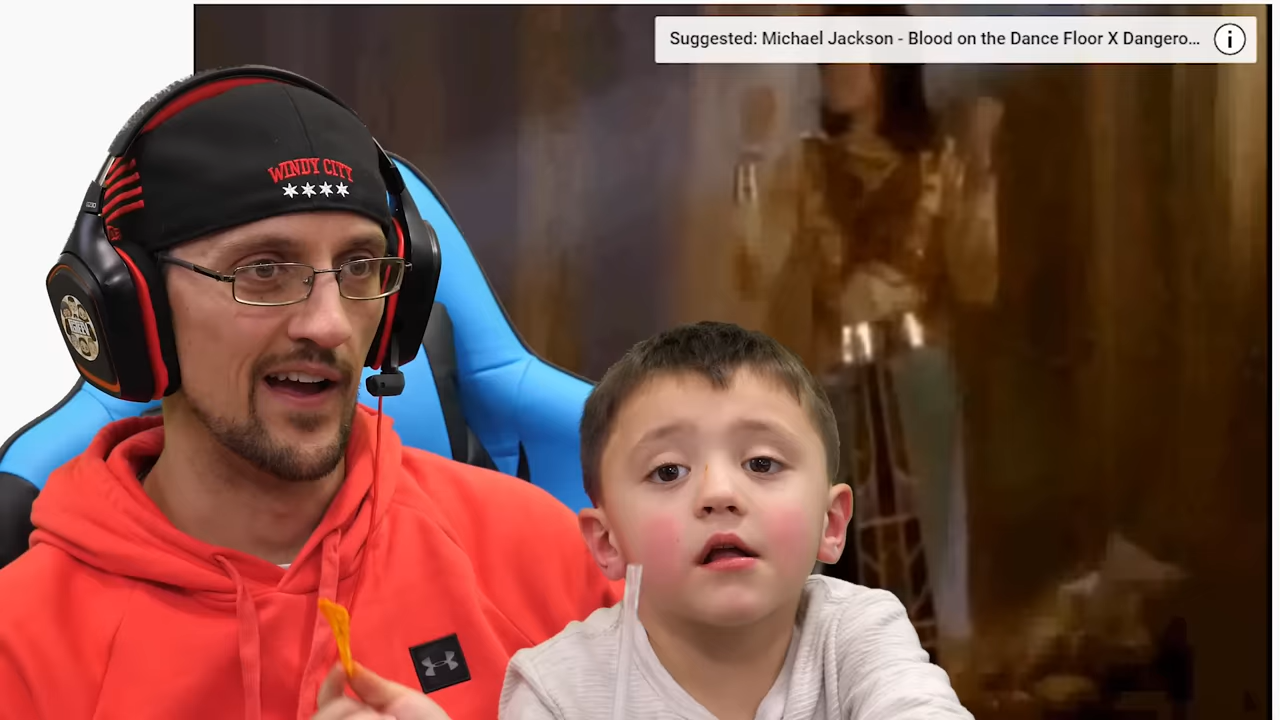 Suggested: Michael Jackson - Blood on the Dance Floor X Dangero...
WINDY CITY